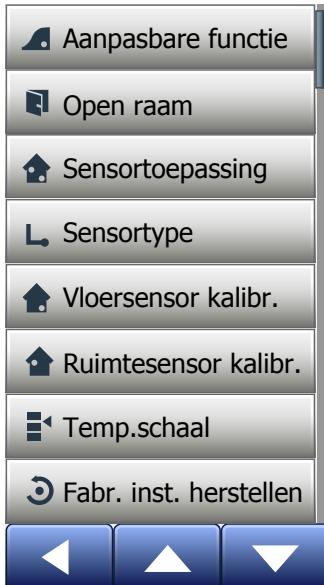 Aanpasbare functie
Open raam
Sensortoepassing
Sensortype
Vloersensor kalibr.
Ruimtesensor kalibr.
Temp.schaal
Fabr. inst. herstellen